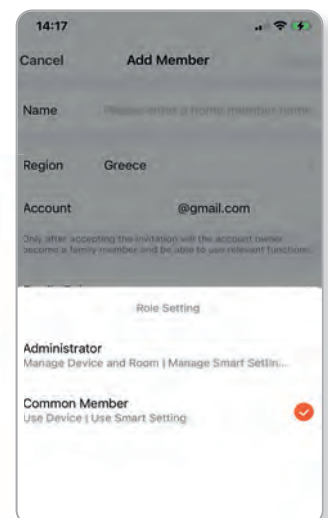 14:17
Cancel Add Member
Name Please enter a home member name
Region Greece
Account @gmail.com
Only after accepting the invitation will the account owner
become a family member and be able to use relevant functions.
Role Setting
Administrator
Manage Device and Room | Manage Smart Settin...
Common Member
Use Device | Use Smart Setting